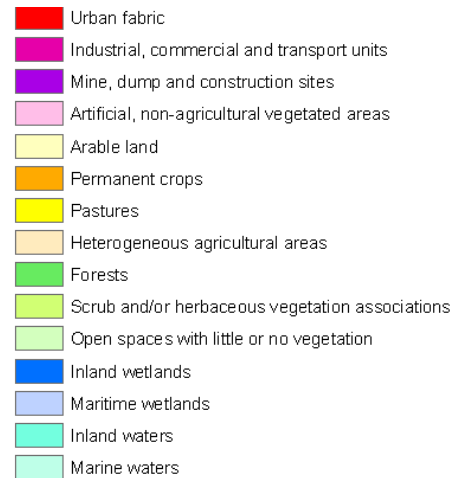 Urban fabric
Industrial, commercial and transport units
Mine, dump and construction sites
Artificial, non-agricultural vegetated areas
Arable land
Permanent crops
Pastures
Heterogeneous agricultural areas
Forests
Scrub and/or herbaceous vegetation associations
Open spaces with little or no vegetation
Inland wetlands
Maritime wetlands
Inland waters
Marine waters